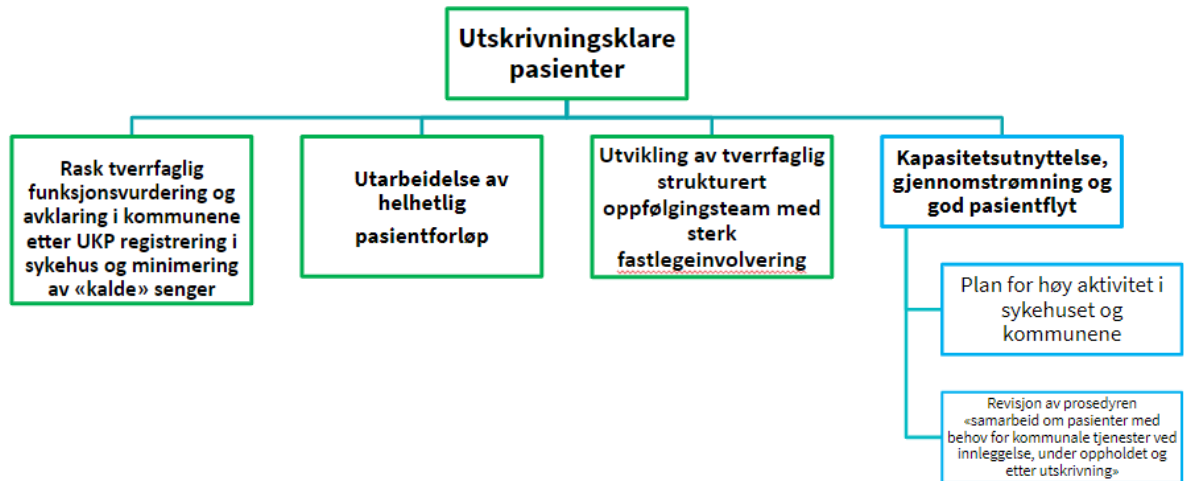 Utskrivningsklare
pasienter
Rask tverrfaglig
funksjonsvurdering og
avklaring i kommunene
etter UKP registrering i
sykehus og minimering
av «kalde» senger
Utarbeidelse av
helhetlig
pasientforløp
Utvikling av tverrfaglig
strukturert
oppfølgingsteam med
sterk
fastlegeinvolvering
Kapasitetsutnyttelse,
gjennomstrømning og
god pasientflyt
Plan for høy aktivitet i
sykehuset og
kommunene
Revisjon av prosedyren
«samarbeid om pasienter med
behov for kommunale tjenester ved
innleggelse, under oppholdet og
etter utskrivning»